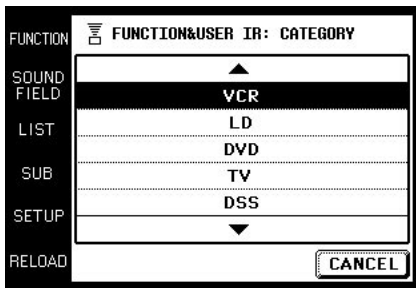 FUNCTION&USER IR: CATEGORY
FUNCTION
SOUND
FIELD
LIST
SUB
SETUP
RELOAD
VCR
LD
DVD
TV
DSS
CANCEL